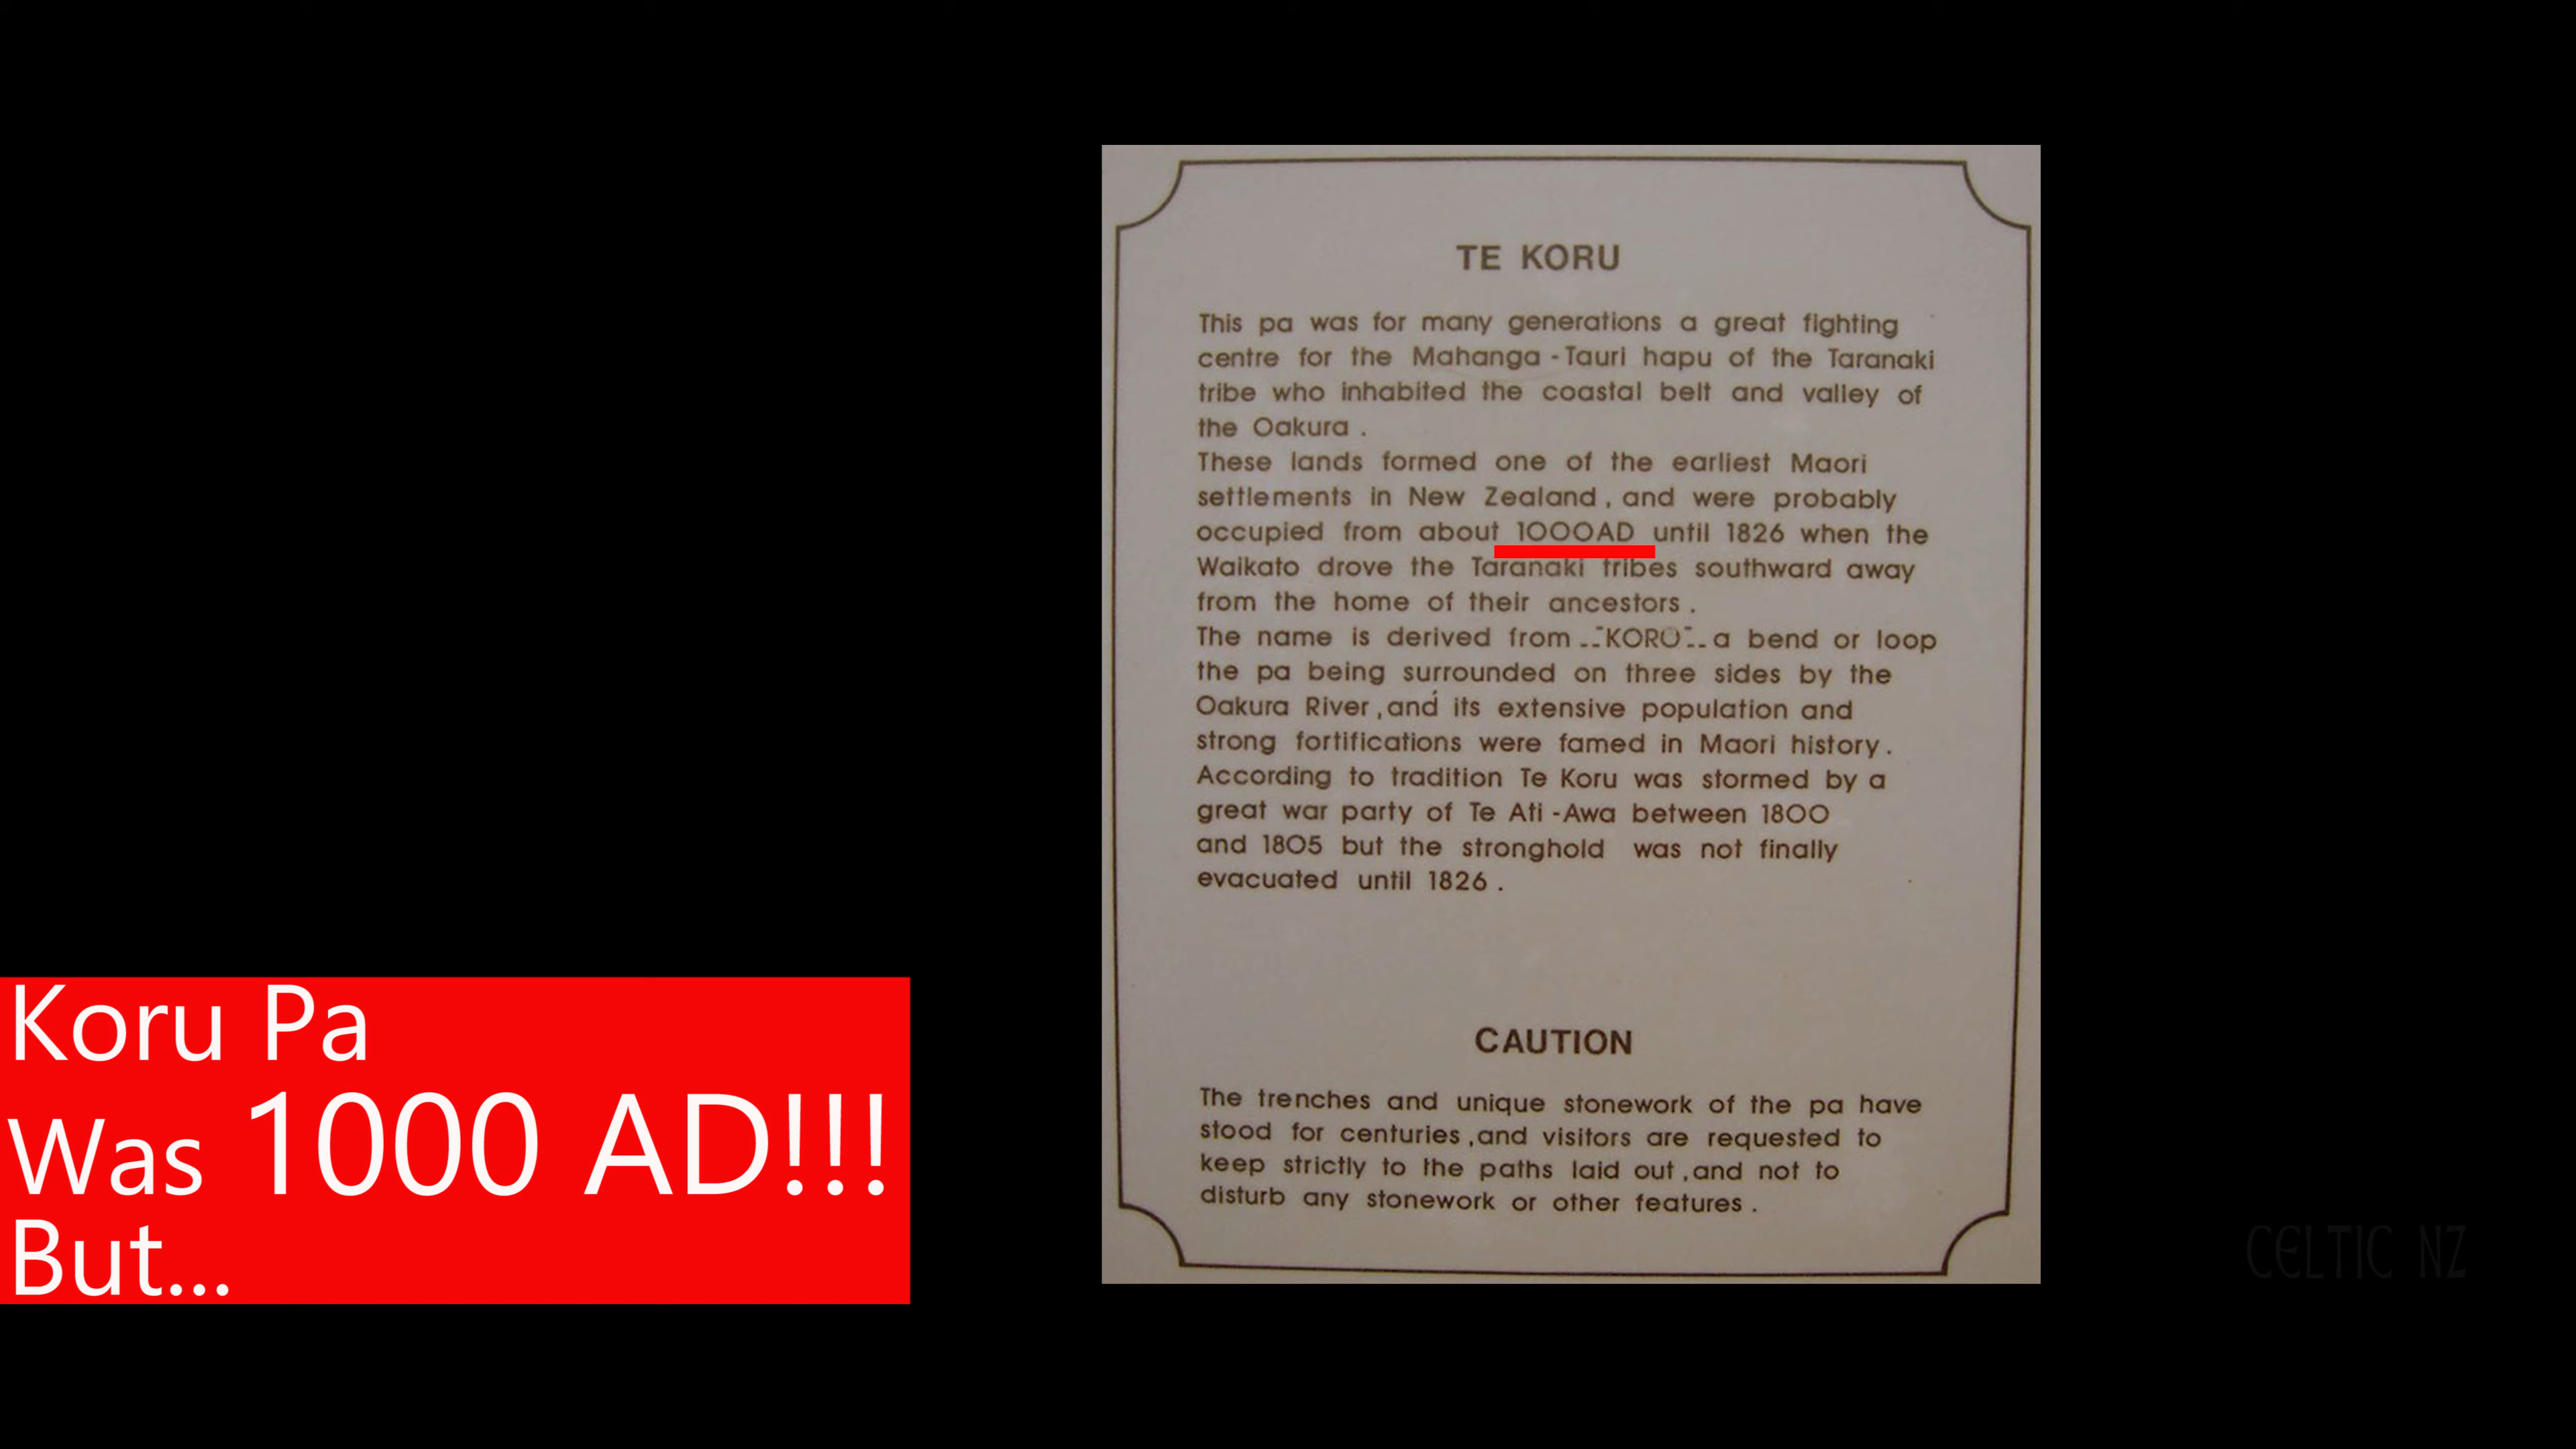 TE KORU
This pa was for many generations a great fighting
centre for the Mahanga - Tauri hapu of the Taranaki
tribe who inhabited the coastal belt and valley of
the Oakura .
These lands formed one of the earliest Maori
settlements in New Zealand , and were probably
occupied from about 1000AD until 1826 when the
Waikato drove the Taranaki tribes southward away
from the home of their ancestors .
The name is derived from --"KORU"-- a bend or loop
the pa being surrounded on three sides by the
Oakura River ,and its extensive population and
strong fortifications were famed in Maori history .
According to tradition Te Koru was stormed by a
great war party of Te Ati -Awa between 1800
and 1805 but the stronghold was not finally
evacuated until 1826 .
CAUTION
The trenches and unique stonework of the pa have
stood for centuries ,and visitors are requested to
keep strictly to the paths laid out ,and not to
disturb any stonework or other features .
Koru Pa
Was 1000 AD!!!
But...
CELTIC NZ